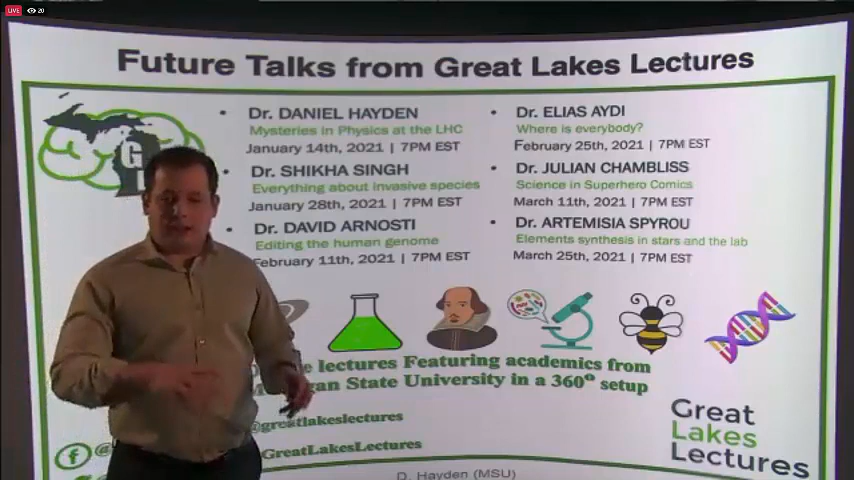 LIVE 20
Future Talks from Great Lakes Lectures
G
Dr. DANIEL HAYDEN
Mysteries in Physics at the LHC
January 14th, 2021 | 7PM EST
Dr. SHIKHA SINGH
Everything about invasive species
January 28th, 2021 | 7PM EST
Dr. DAVID ARNOSTI
Editing the human genome
February 11th, 2021 | 7PM EST
Dr. ELIAS AYDI
Where is everybody?
February 25th, 2021 | 7PM EST
Dr. JULIAN CHAMBLISS
Science in Superhero Comics
March 11th, 2021 | 7PM EST
Dr. ARTEMISIA SPYROU
Elements synthesis in stars and the lab
March 25th, 2021 | 7PM EST
lectures Featuring academics from
State University in a 360° setup
@greatlakeslectures
f @
GreatLakesLectures
Great
Lakes
Lectures
D. Hayden (MSU)